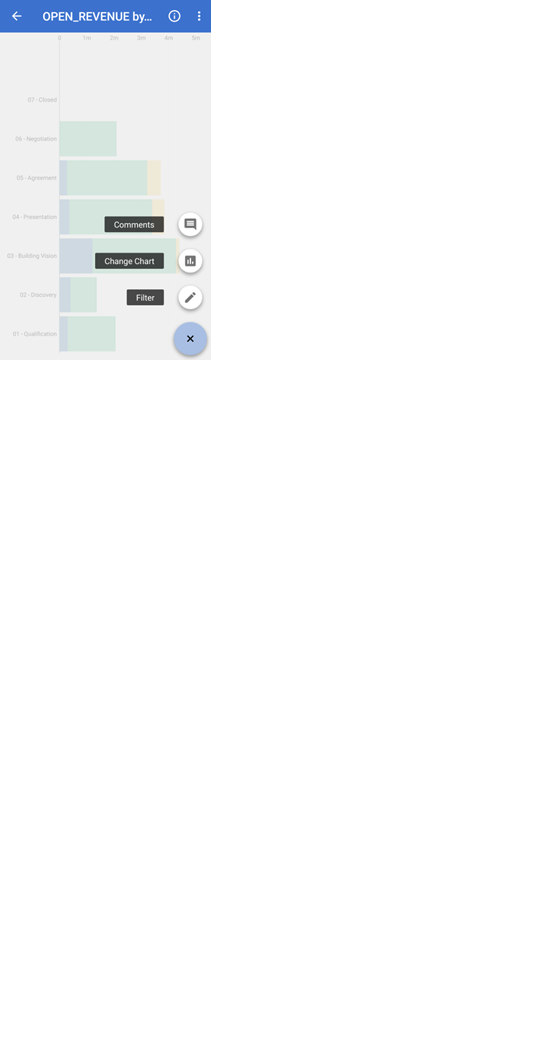 OPEN_REVENUE by...
0 1m 2m 3m 4m 5m
07 - Closed
06 - Negotiation
05 - Agreement
04 - Presentation
Comments
03 - Building Vision
Change Chart
02 - Discovery
Filter
01 - Qualification